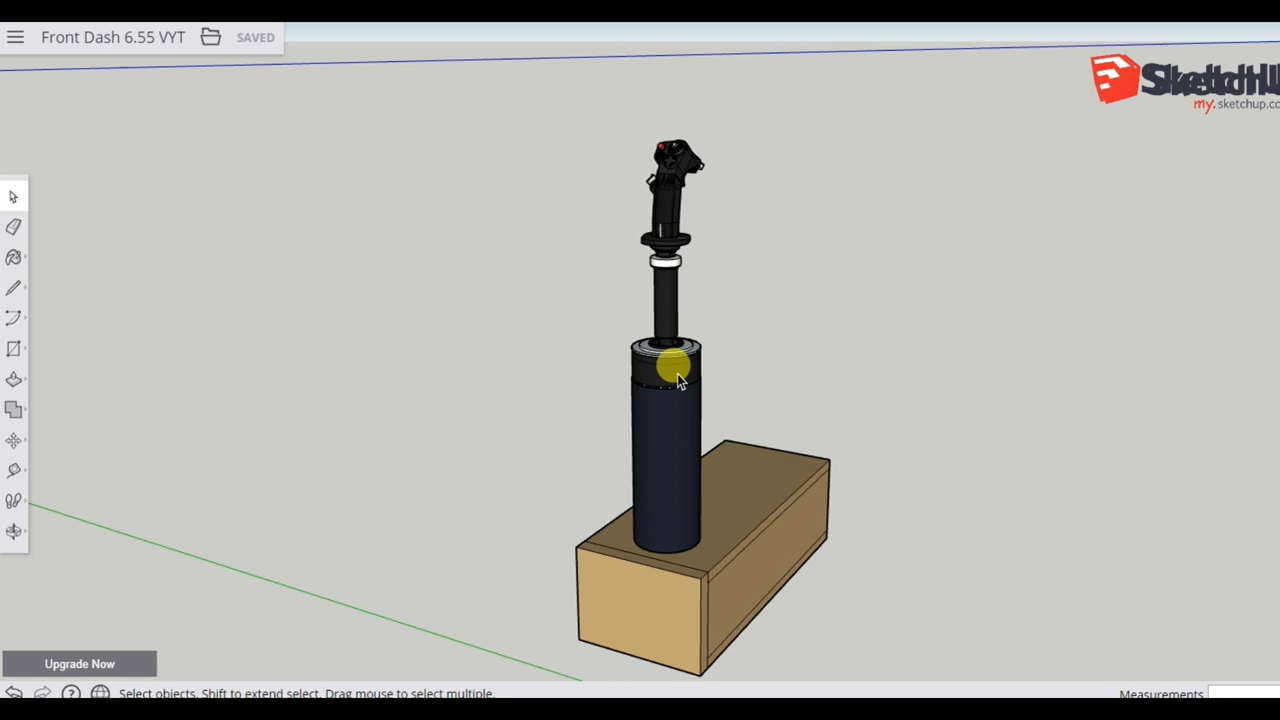 Front Dash 6.55 VYT
SAVED
my.sketchup.co
Upgrade Now
Select objects. Shift to extend select. Drag mouse to select multiple.
Measurements